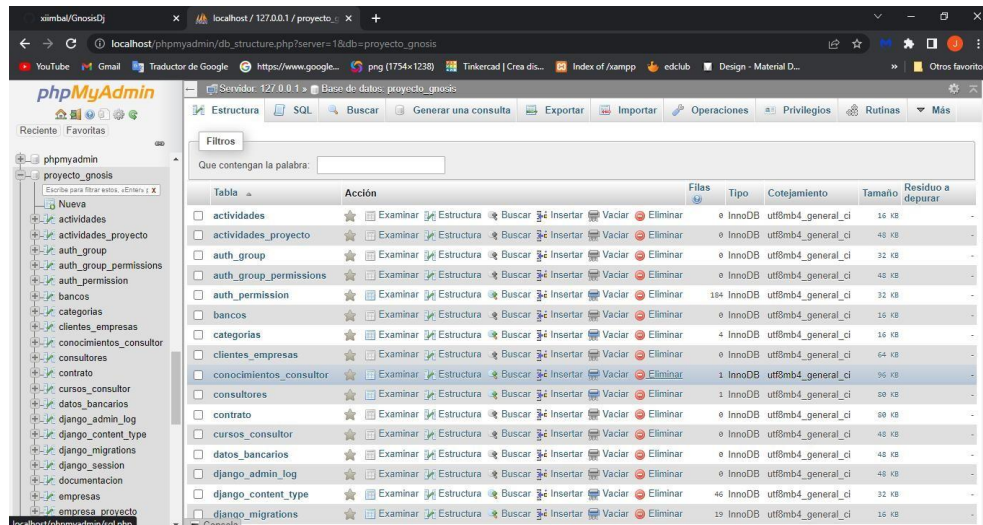 xiimbal/GnosisDj
localhost / 127.0.0.1 / proyecto_g
localhost/phpmyadmin/db_structure.php?server=1&db=proyecto_gnosis
YouTube Gmail Traductor de Google https://www.google... png (1754×1238) Tinkercad | Crea dis... Index of /xampp edclub Design - Material D... » Otros favorito
phpMyAdmin
Reciente Favoritas
phpmyadmin
proyecto_gnosis
Escribe para filtrar estos, «Enter» X
Nueva
actividades
actividades_proyecto
auth_group
auth_group_permissions
auth_permission
bancos
categorias
clientes_empresas
conocimientos_consultor
consultores
contrato
cursos_consultor
datos_bancarios
django_admin_log
django_content_type
django_migrations
django_session
documentacion
empresas
empresa_proyecto
localhost/phpmyadmin/sql.php
Servidor: 127.0.0.1 » Base de datos: proyecto_gnosis
Estructura SQL Buscar Generar una consulta Exportar Importar Operaciones Privilegios Rutinas Más
Filtros
Que contengan la palabra:
Tabla Acción Filas Tipo Cotejamiento Tamaño Residuo a depurar
actividades Examinar Estructura Buscar Insertar Vaciar Eliminar 0 InnoDB utf8mb4_general_ci 16 KB -
actividades_proyecto Examinar Estructura Buscar Insertar Vaciar Eliminar 0 InnoDB utf8mb4_general_ci 48 KB -
auth_group Examinar Estructura Buscar Insertar Vaciar Eliminar 0 InnoDB utf8mb4_general_ci 32 KB -
auth_group_permissions Examinar Estructura Buscar Insertar Vaciar Eliminar 0 InnoDB utf8mb4_general_ci 48 KB -
auth_permission Examinar Estructura Buscar Insertar Vaciar Eliminar 184 InnoDB utf8mb4_general_ci 32 KB -
bancos Examinar Estructura Buscar Insertar Vaciar Eliminar 0 InnoDB utf8mb4_general_ci 16 KB -
categorias Examinar Estructura Buscar Insertar Vaciar Eliminar 4 InnoDB utf8mb4_general_ci 16 KB -
clientes_empresas Examinar Estructura Buscar Insertar Vaciar Eliminar 0 InnoDB utf8mb4_general_ci 64 KB -
conocimientos_consultor Examinar Estructura Buscar Insertar Vaciar Eliminar 1 InnoDB utf8mb4_general_ci 96 KB -
consultores Examinar Estructura Buscar Insertar Vaciar Eliminar 1 InnoDB utf8mb4_general_ci 80 KB -
contrato Examinar Estructura Buscar Insertar Vaciar Eliminar 0 InnoDB utf8mb4_general_ci 80 KB -
cursos_consultor Examinar Estructura Buscar Insertar Vaciar Eliminar 0 InnoDB utf8mb4_general_ci 48 KB -
datos_bancarios Examinar Estructura Buscar Insertar Vaciar Eliminar 0 InnoDB utf8mb4_general_ci 48 KB -
django_admin_log Examinar Estructura Buscar Insertar Vaciar Eliminar 0 InnoDB utf8mb4_general_ci 48 KB -
django_content_type Examinar Estructura Buscar Insertar Vaciar Eliminar 46 InnoDB utf8mb4_general_ci 32 KB -
django_migrations Examinar Estructura Buscar Insertar Vaciar Eliminar 19 InnoDB utf8mb4_general_ci 16 KB -
Consola